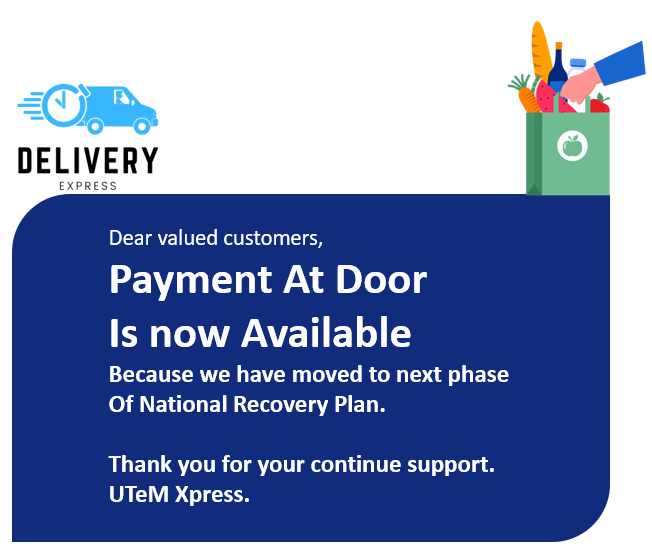 DELIVERY
EXPRESS
Dear valued customers,
Payment At Door
Is now Available
Because we have moved to next phase
Of National Recovery Plan.
Thank you for your continue support.
UTeM Xpress.